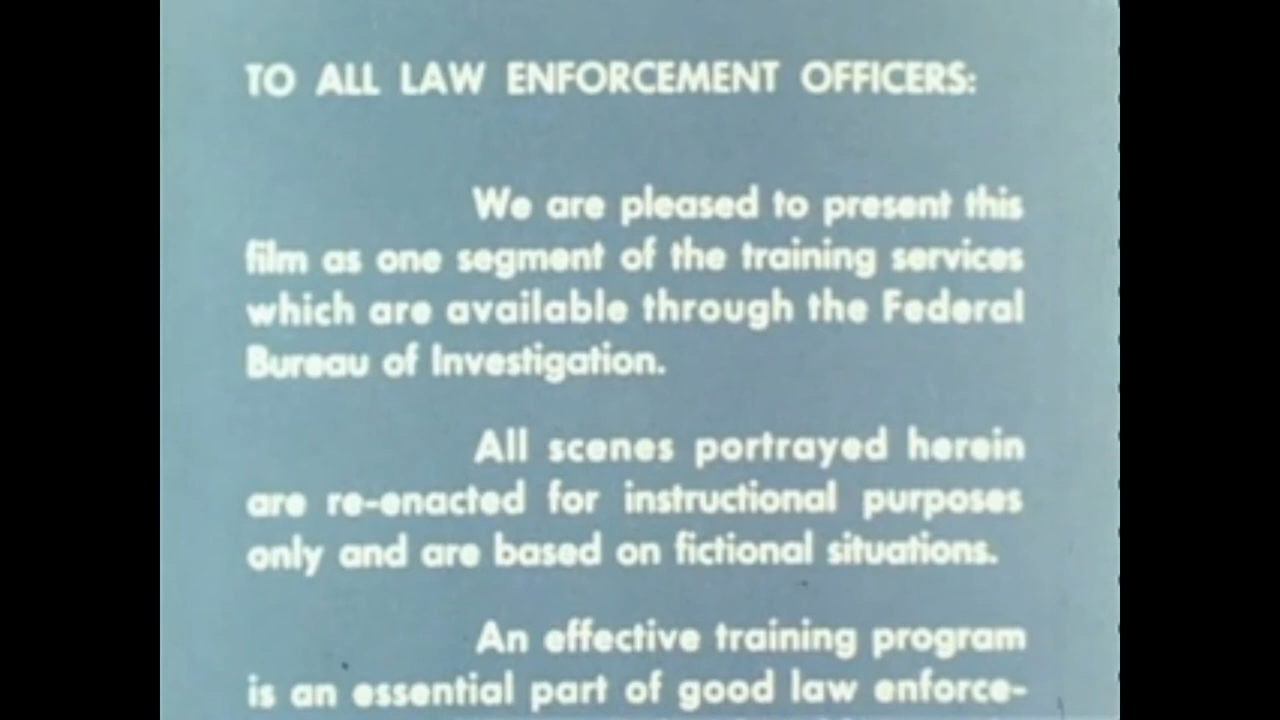 TO ALL LAW ENFORCEMENT OFFICERS:
We are pleased to present this
film as one segment of the training services
which are available through the Federal
Bureau of Investigation.
All scenes portrayed herein
are re-enacted for instructional purposes
only and are based on fictional situations.
An effective training program
is an essential part of good law enforce-